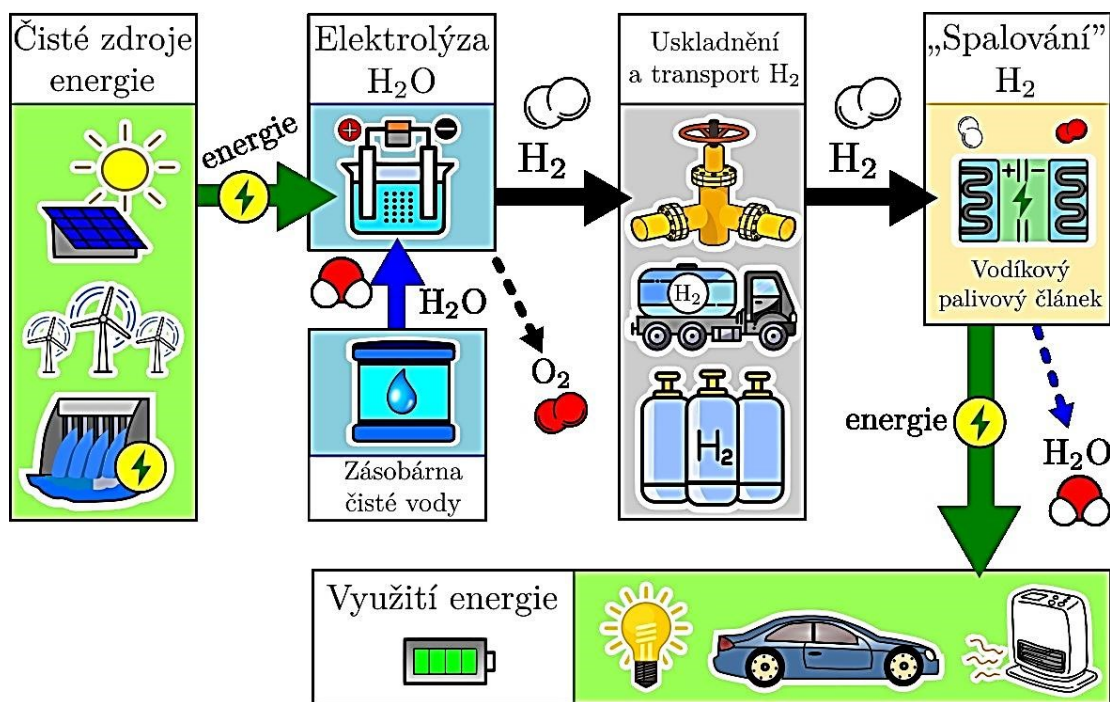 Čisté zdroje
energie
energie
Elektrolýza
H₂O
H₂O
Zásobárna
čisté vody
H₂
O₂
Uskladnění
a transport H₂
H₂
H₂
H₂
„Spalování”
H₂
Vodíkový
palivový článek
energie
H₂O
Využití energie